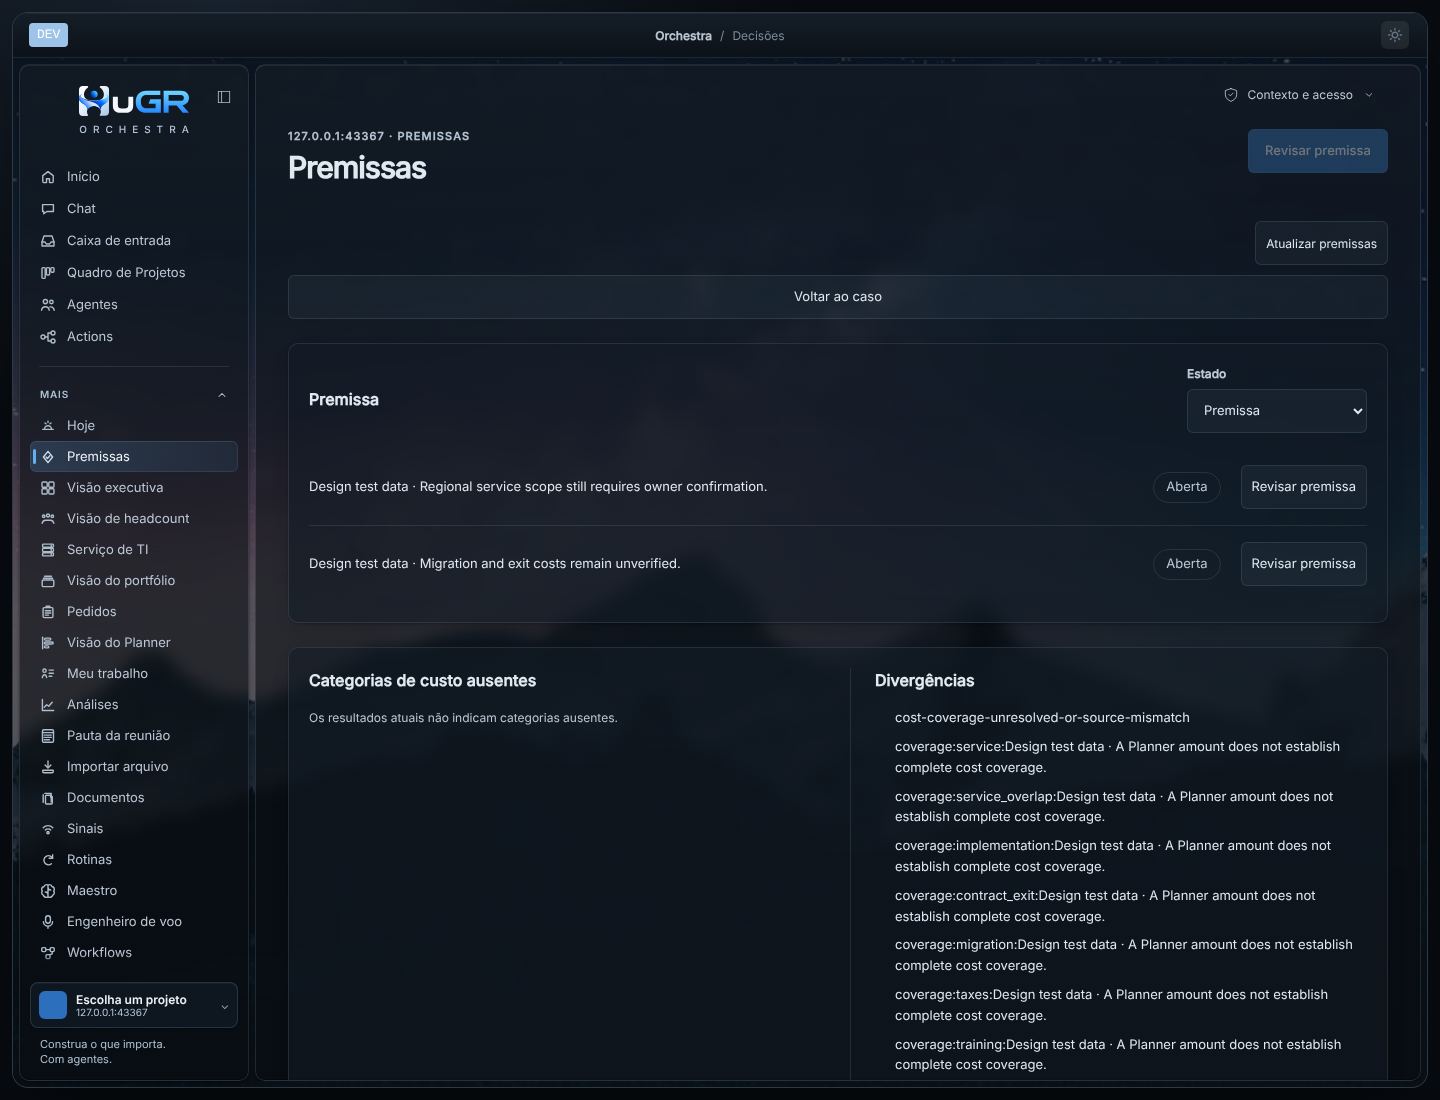 DEV
Orchestra / Decisões
HuGR
ORCHESTRA
Início
Chat
Caixa de entrada
Quadro de Projetos
Agentes
Actions
MAIS
Hoje
Premissas
Visão executiva
Visão de headcount
Serviço de TI
Visão do portfólio
Pedidos
Visão do Planner
Meu trabalho
Análises
Pauta da reunião
Importar arquivo
Documentos
Sinais
Rotinas
Maestro
Engenheiro de voo
Workflows
Escolha um projeto
127.0.0.1:43367
Construa o que importa.
Com agentes.
Contexto e acesso
127.0.0.1:43367 · PREMISSAS
Premissas
Revisar premissa
Atualizar premissas
Voltar ao caso
Premissa
Estado
Premissa
Design test data · Regional service scope still requires owner confirmation.
Aberta
Revisar premissa
Design test data · Migration and exit costs remain unverified.
Aberta
Revisar premissa
Categorias de custo ausentes
Os resultados atuais não indicam categorias ausentes.
Divergências
cost-coverage-unresolved-or-source-mismatch
coverage:service:Design test data · A Planner amount does not establish
complete cost coverage.
coverage:service_overlap:Design test data · A Planner amount does not
establish complete cost coverage.
coverage:implementation:Design test data · A Planner amount does not
establish complete cost coverage.
coverage:contract_exit:Design test data · A Planner amount does not
establish complete cost coverage.
coverage:migration:Design test data · A Planner amount does not establish
complete cost coverage.
coverage:taxes:Design test data · A Planner amount does not establish
complete cost coverage.
coverage:training:Design test data · A Planner amount does not establish
complete cost coverage.